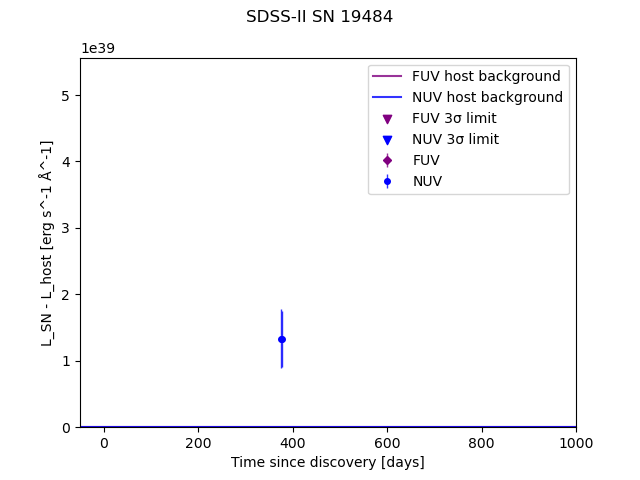 SDSS-II SN 19484
1e39
FUV host background
NUV host background
FUV 3σ limit
NUV 3σ limit
FUV
NUV
L_SN - L_host [erg s^-1 Å^-1]
5
4
3
2
1
0
0 200 400 600 800 1000
Time since discovery [days]